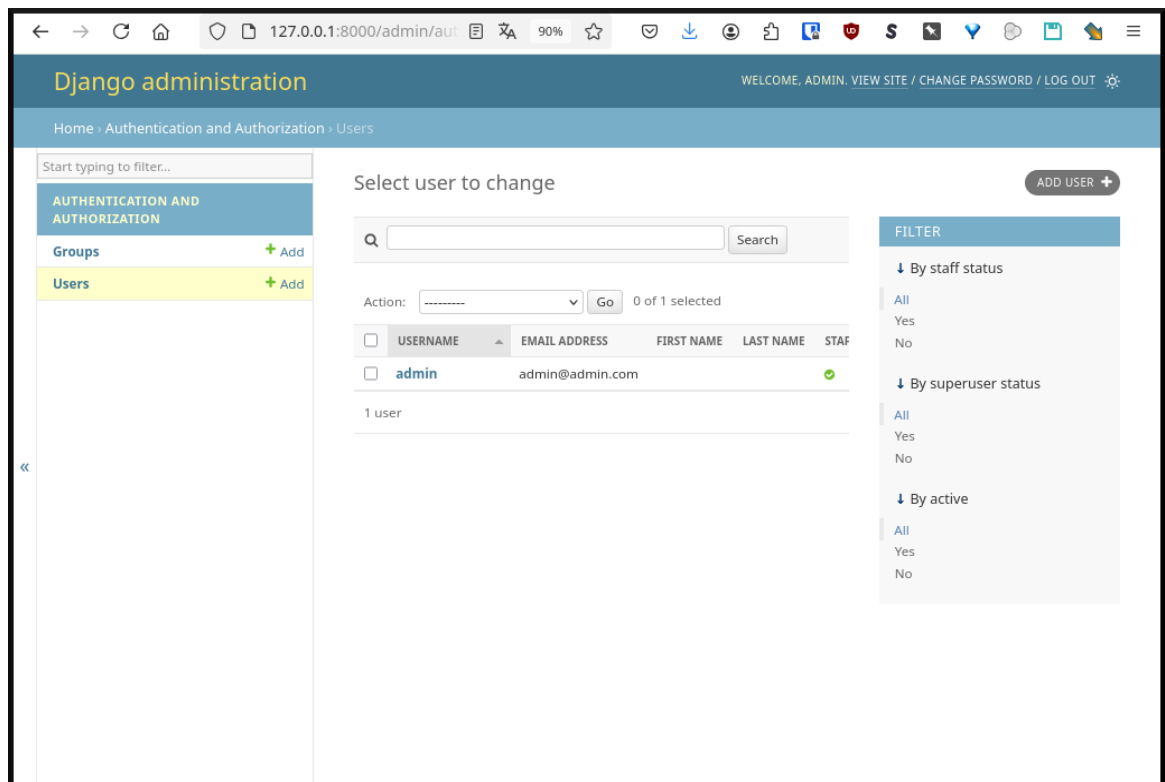 127.0.0.1:8000/admin/aut
90%
Django administration
WELCOME, ADMIN. VIEW SITE / CHANGE PASSWORD / LOG OUT
Home › Authentication and Authorization › Users
Start typing to filter...
AUTHENTICATION AND
AUTHORIZATION
Groups + Add
Users + Add
«
Select user to change
ADD USER +
Search
Action: --------- Go 0 of 1 selected
USERNAME EMAIL ADDRESS FIRST NAME LAST NAME STAF
admin admin@admin.com
1 user
FILTER
↓ By staff status
All
Yes
No
↓ By superuser status
All
Yes
No
↓ By active
All
Yes
No